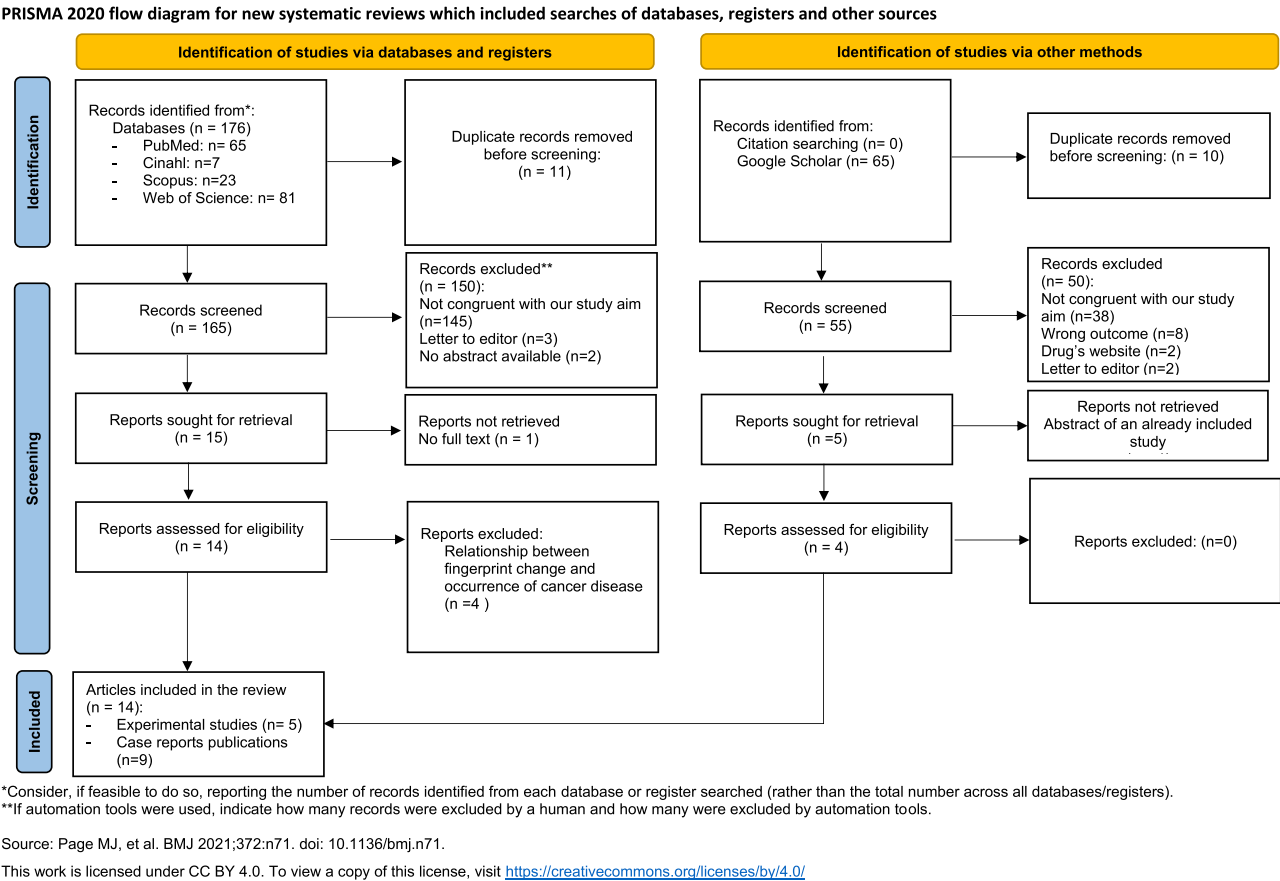 PRISMA 2020 flow diagram for new systematic reviews which included searches of databases, registers and other sources
Identification of studies via databases and registers
Identification of studies via other methods
Identification
Records identified from*:
Databases (n = 176)
- PubMed: n= 65
- Cinahl: n=7
- Scopus: n=23
- Web of Science: n= 81
Duplicate records removed
before screening:
(n = 11)
Records identified from:
Citation searching (n= 0)
Google Scholar (n= 65)
Duplicate records removed
before screening: (n = 10)
Screening
Records screened
(n = 165)
Records excluded**
(n = 150):
Not congruent with our study aim
(n=145)
Letter to editor (n=3)
No abstract available (n=2)
Records screened
(n = 55)
Records excluded
(n= 50):
Not congruent with our study
aim (n=38)
Wrong outcome (n=8)
Drug's website (n=2)
Letter to editor (n=2)
Reports sought for retrieval
(n = 15)
Reports not retrieved
No full text (n = 1)
Reports sought for retrieval
(n =5)
Reports not retrieved
Abstract of an already included
study
Reports assessed for eligibility
(n = 14)
Reports excluded:
Relationship between
fingerprint change and
occurrence of cancer disease
(n =4 )
Reports assessed for eligibility
(n = 4)
Reports excluded: (n=0)
Included
Articles included in the review
(n = 14):
- Experimental studies (n= 5)
- Case reports publications
(n=9)
*Consider, if feasible to do so, reporting the number of records identified from each database or register searched (rather than the total number across all databases/registers).
**If automation tools were used, indicate how many records were excluded by a human and how many were excluded by automation tools.
Source: Page MJ, et al. BMJ 2021;372:n71. doi: 10.1136/bmj.n71.
This work is licensed under CC BY 4.0. To view a copy of this license, visit https://creativecommons.org/licenses/by/4.0/